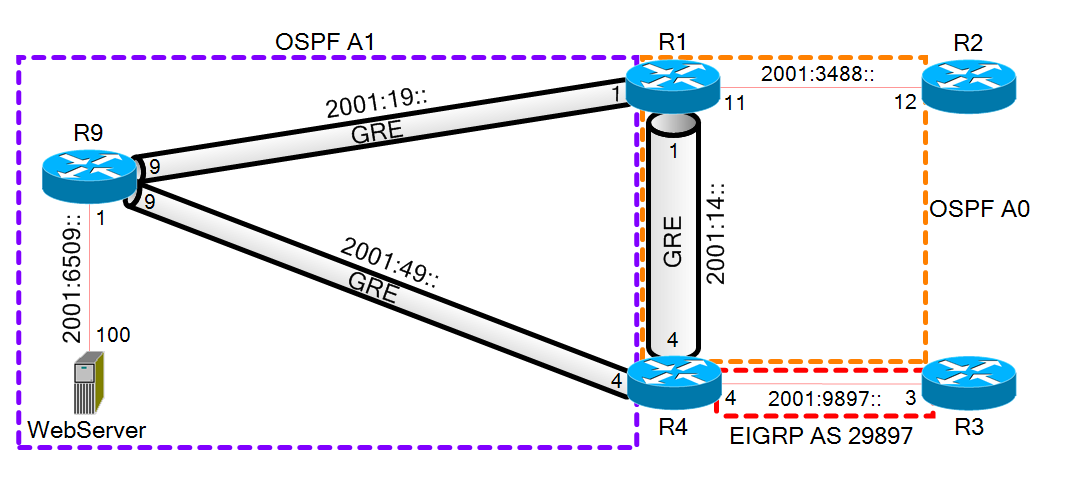 OSPF A1
R1
R2
2001:3488::
11
12
2001:19::
GRE
1
R9
9
9
1
2001:6509::
100
WebServer
2001:49::
GRE
4
1
GRE
2001:14::
4
OSPF A0
R4
4
2001:9897::
3
R3
EIGRP AS 29897